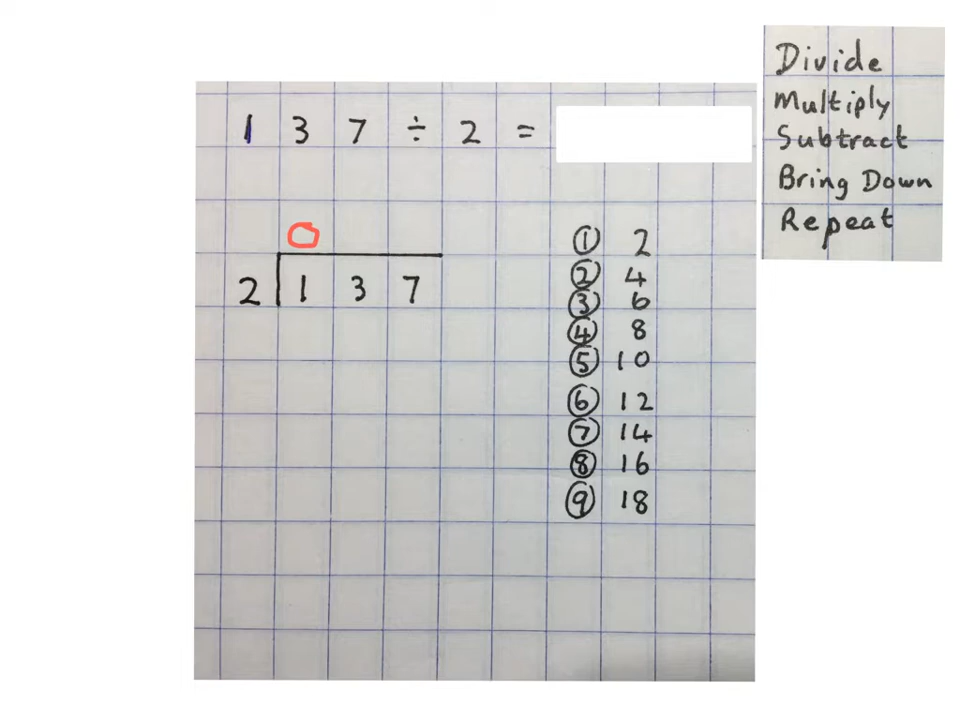 1 3 7 ÷ 2 =
0
2 1 3 7
① 2
② 4
③ 6
④ 8
⑤ 10
⑥ 12
⑦ 14
⑧ 16
⑨ 18
Divide
Multiply
Subtract
Bring Down
Repeat